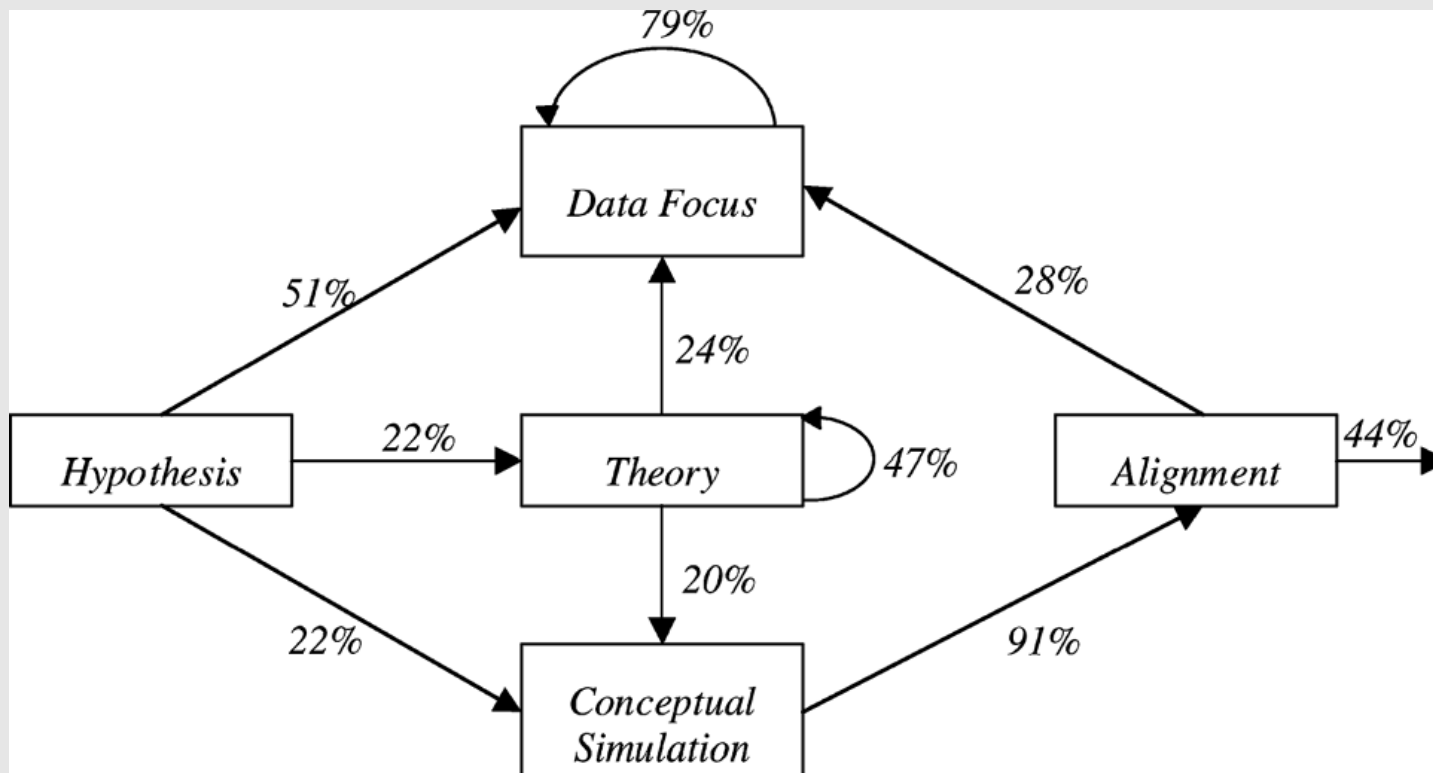 79%
Data Focus
51%
28%
24%
22%
44%
Hypothesis
Theory
47%
Alignment
20%
22%
91%
Conceptual
Simulation